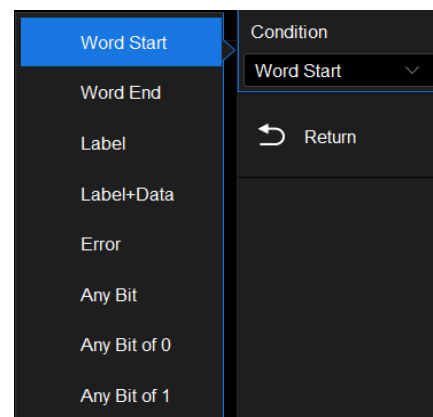 Word Start
Word End
Label
Label+Data
Error
Any Bit
Any Bit of 0
Any Bit of 1
Condition
Word Start
Return